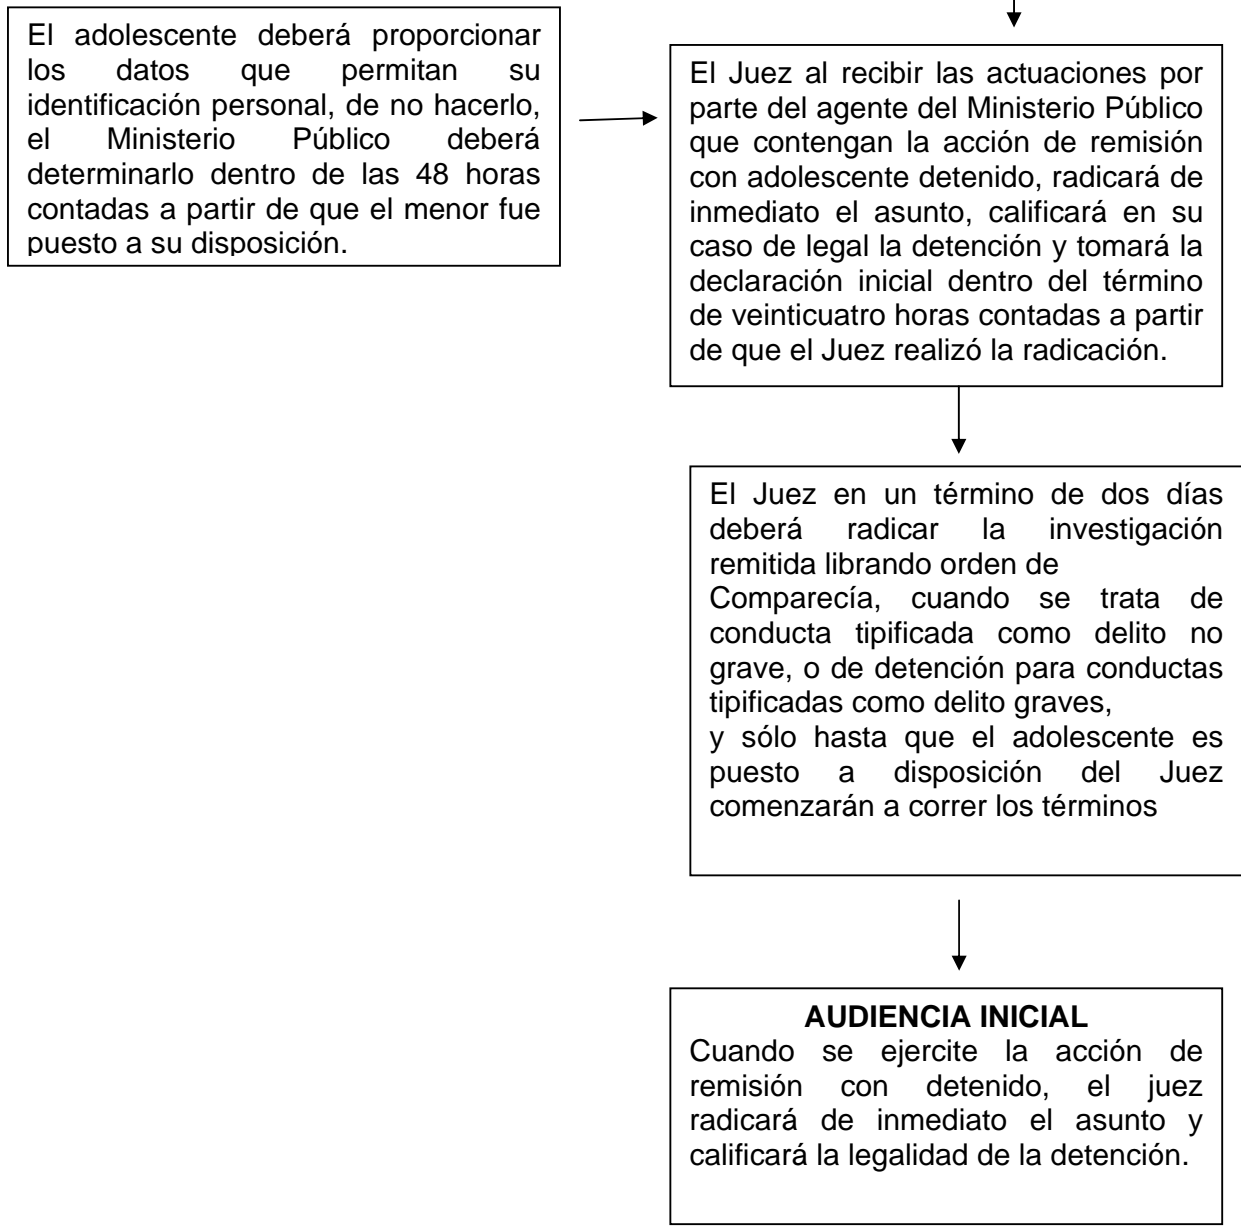 El adolescente deberá proporcionar
los datos que permitan su
identificación personal, de no hacerlo,
el Ministerio Público deberá
determinarlo dentro de las 48 horas
contadas a partir de que el menor fue
puesto a su disposición.
El Juez al recibir las actuaciones por
parte del agente del Ministerio Público
que contengan la acción de remisión
con adolescente detenido, radicará de
inmediato el asunto, calificará en su
caso de legal la detención y tomará la
declaración inicial dentro del término
de veinticuatro horas contadas a partir
de que el Juez realizó la radicación.
El Juez en un término de dos días
deberá radicar la investigación
remitida librando orden de
Comparecía, cuando se trata de
conducta tipificada como delito no
grave, o de detención para conductas
tipificadas como delito graves,
y sólo hasta que el adolescente es
puesto a disposición del Juez
comenzarán a correr los términos
AUDIENCIA INICIAL
Cuando se ejercite la acción de
remisión con detenido, el juez
radicará de inmediato el asunto y
calificará la legalidad de la detención.